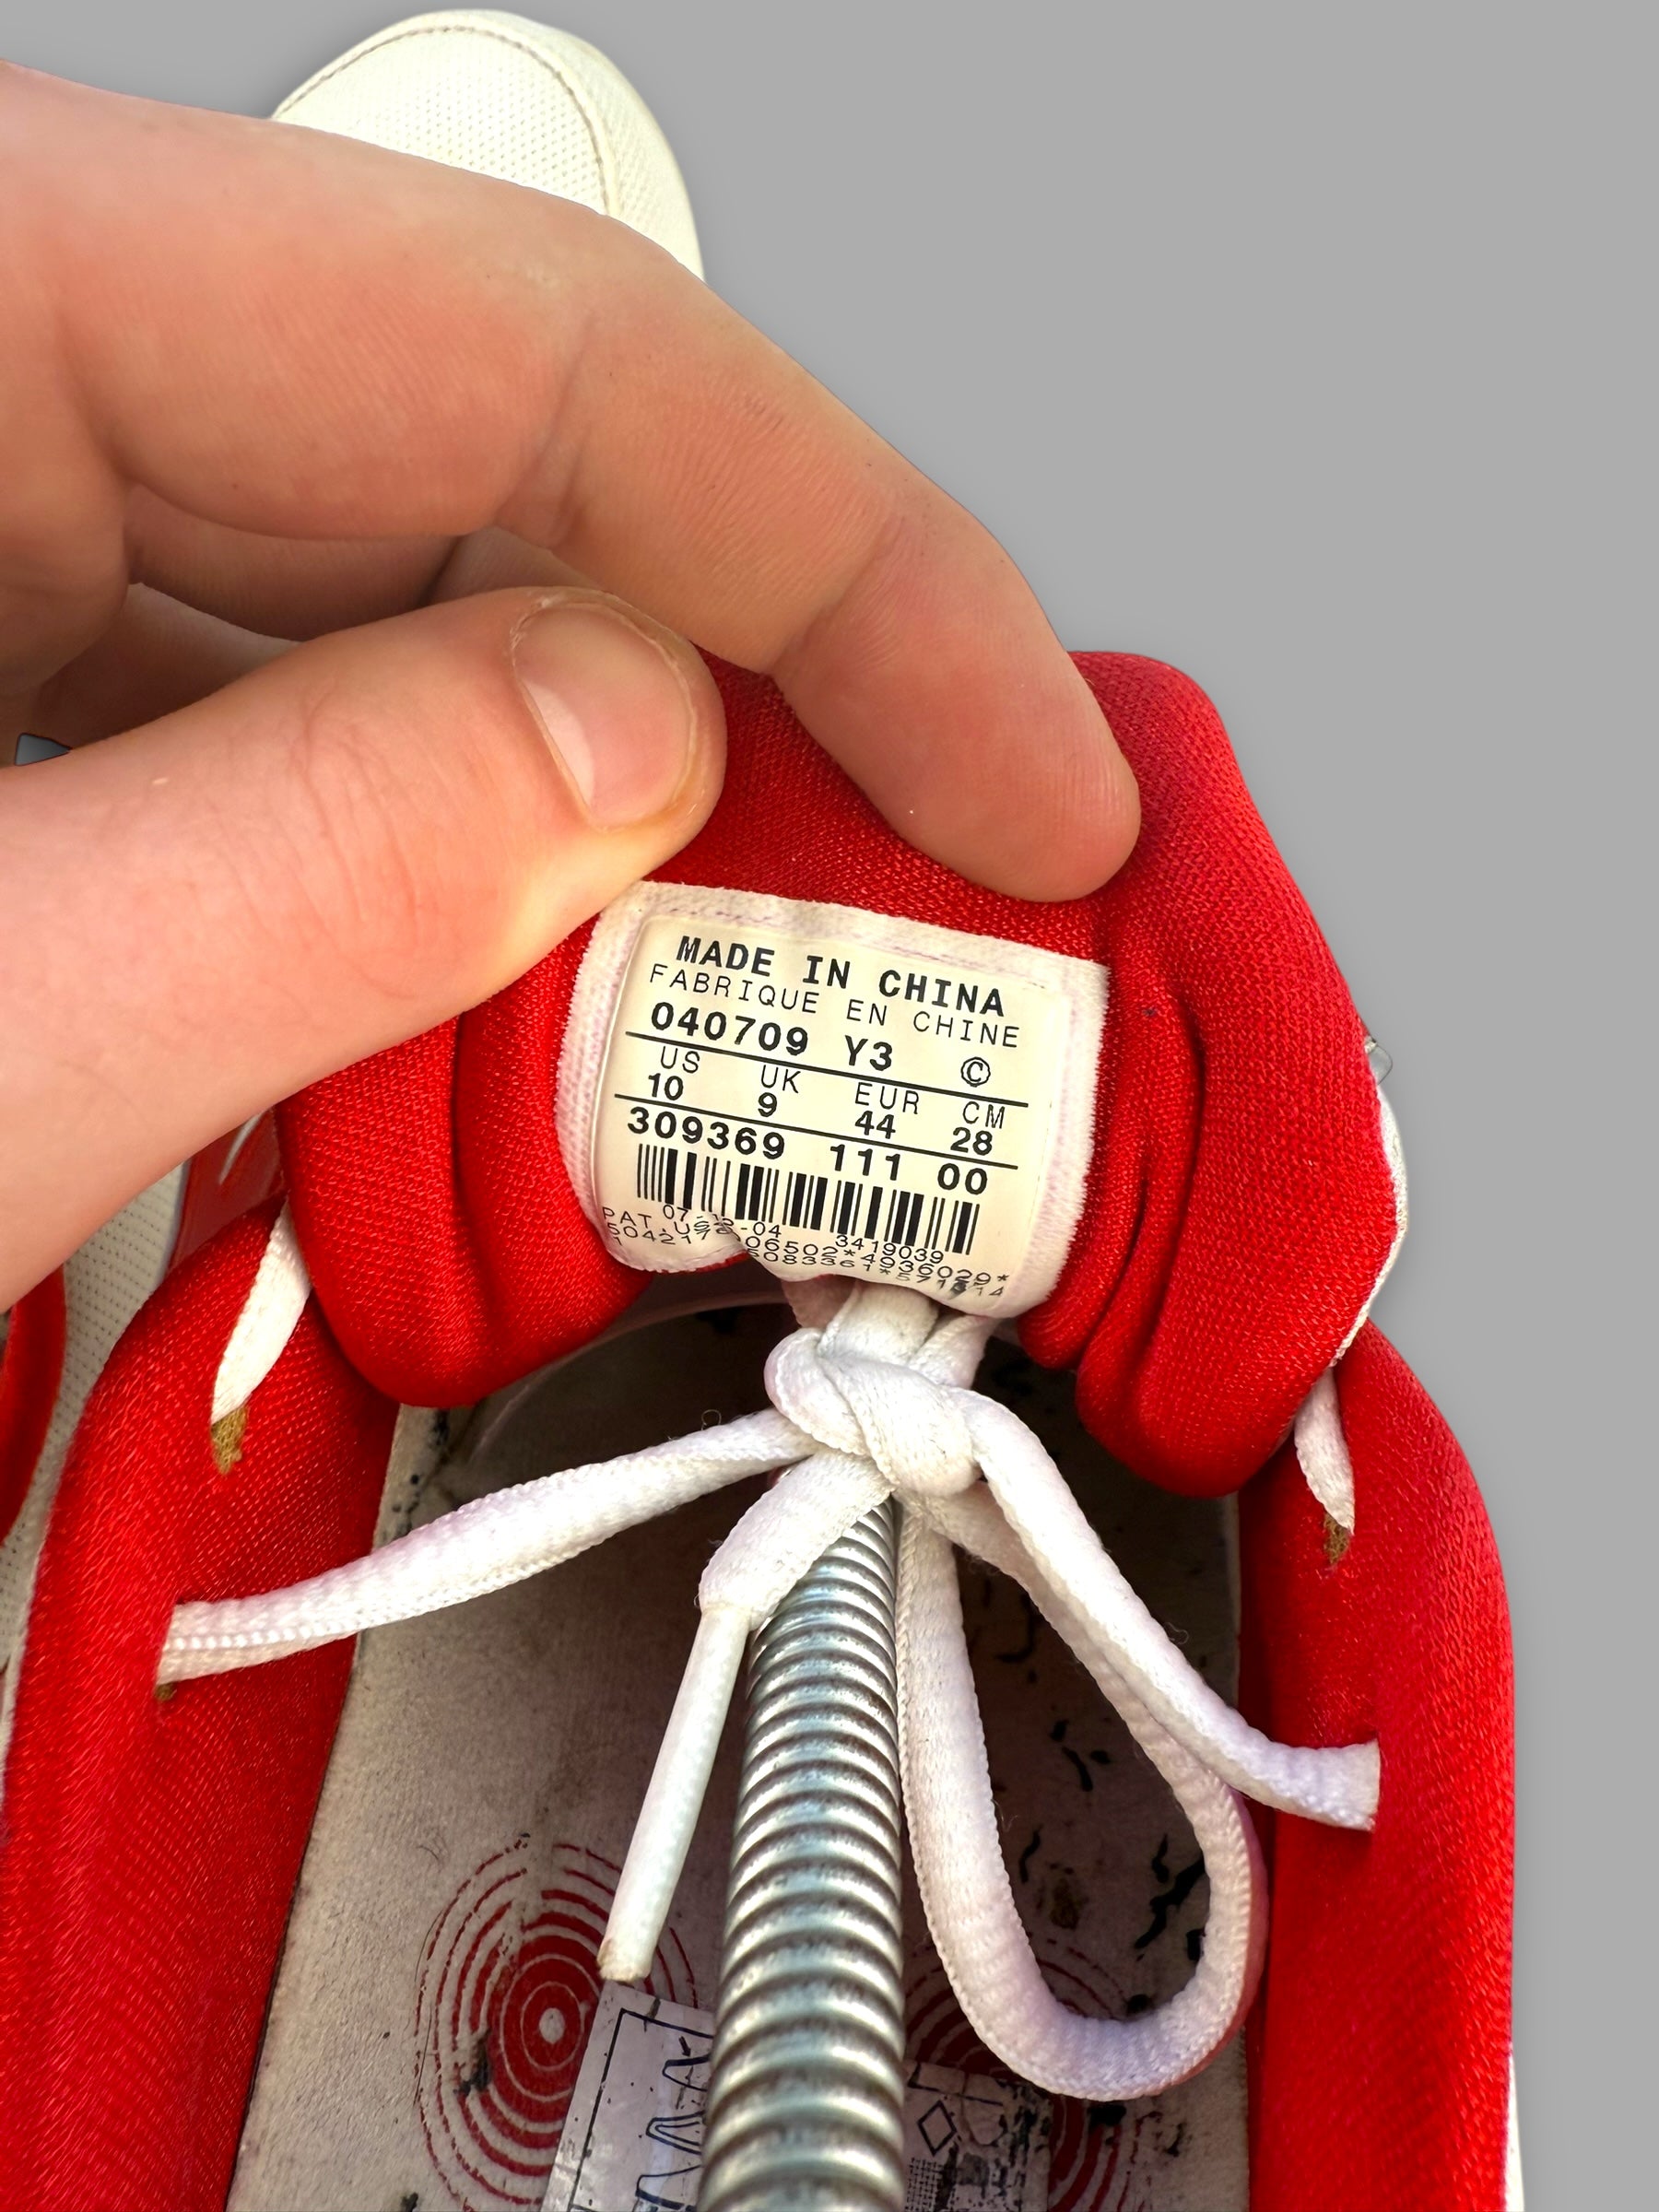 MADE IN CHINA
FABRIQUE EN CHINE
040709 Y3 ©
US UK EUR CM
10 9 44 28
309369 111 00
3419039
PAT.US